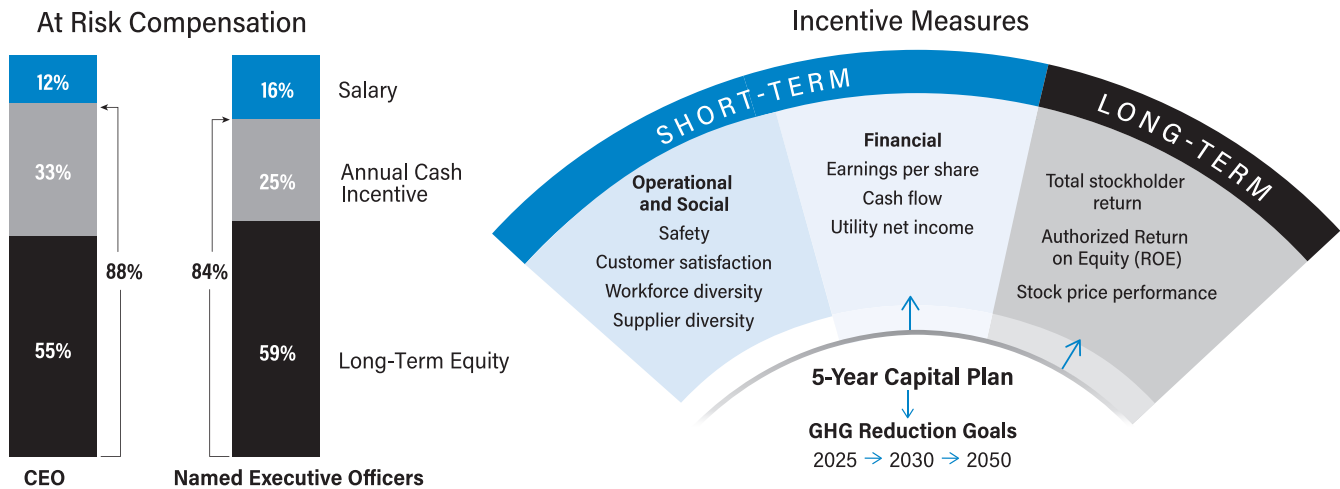 At Risk Compensation
12%
33%
55%
88%
CEO
16%
25%
59%
84%
Named Executive Officers
Salary
Annual Cash
Incentive
Long-Term Equity
Incentive Measures
SHORT-TERM
LONG-TERM
Operational
and Social
Safety
Customer satisfaction
Workforce diversity
Supplier diversity
Financial
Earnings per share
Cash flow
Utility net income
Total stockholder
return
Authorized Return
on Equity (ROE)
Stock price performance
5-Year Capital Plan
GHG Reduction Goals
2025 → 2030 → 2050